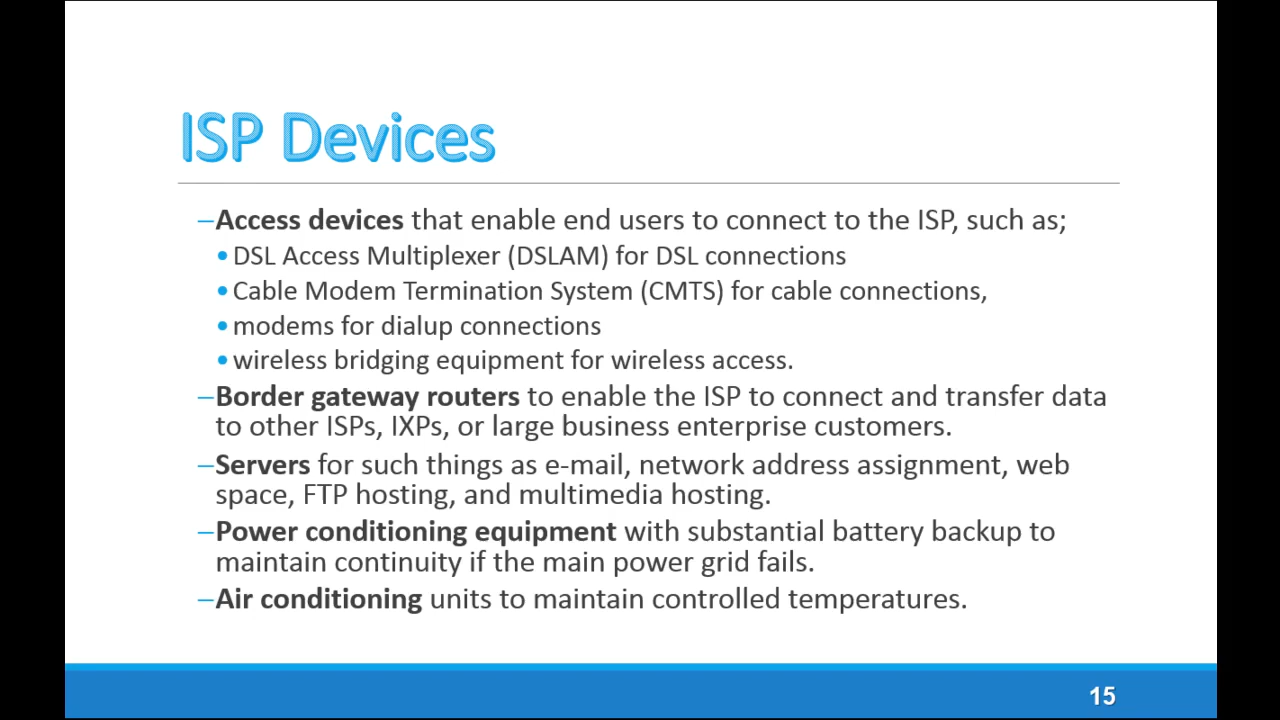 ISP Devices
–Access devices that enable end users to connect to the ISP, such as;
•DSL Access Multiplexer (DSLAM) for DSL connections
•Cable Modem Termination System (CMTS) for cable connections,
•modems for dialup connections
•wireless bridging equipment for wireless access.
–Border gateway routers to enable the ISP to connect and transfer data
to other ISPs, IXPs, or large business enterprise customers.
–Servers for such things as e-mail, network address assignment, web
space, FTP hosting, and multimedia hosting.
–Power conditioning equipment with substantial battery backup to
maintain continuity if the main power grid fails.
–Air conditioning units to maintain controlled temperatures.
15